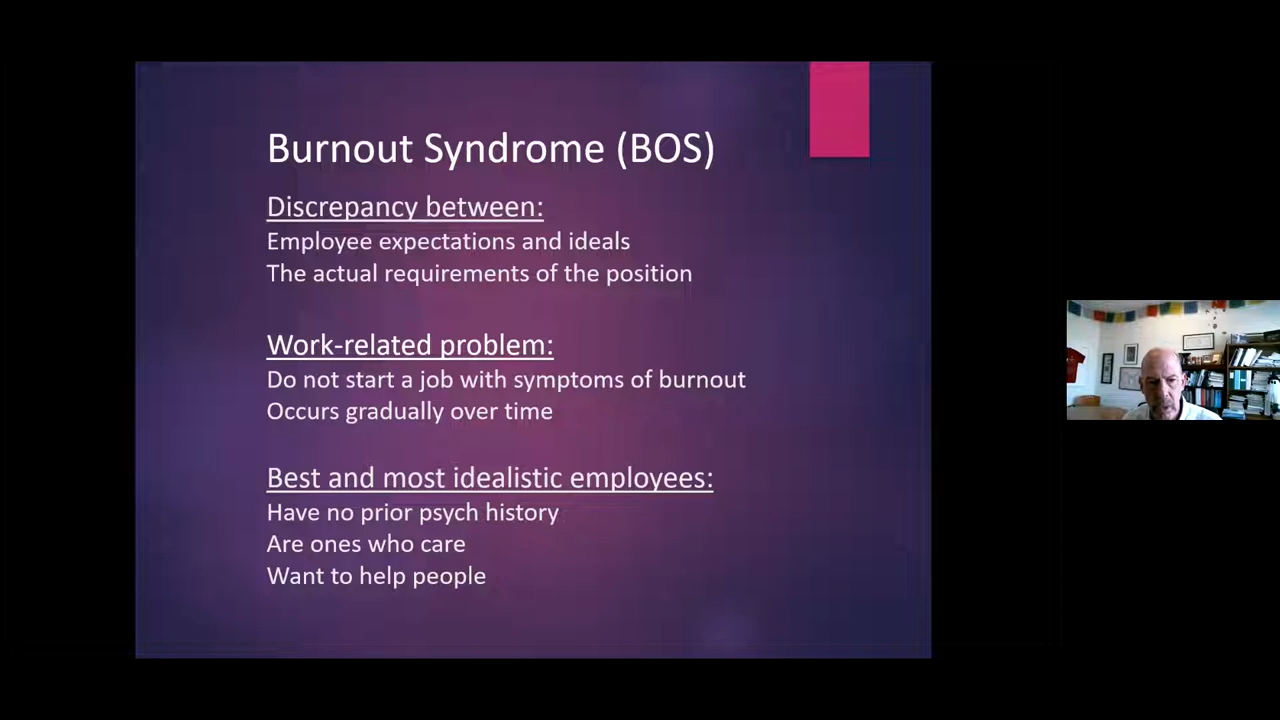 Burnout Syndrome (BOS)
Discrepancy between:
Employee expectations and ideals
The actual requirements of the position
Work-related problem:
Do not start a job with symptoms of burnout
Occurs gradually over time
Best and most idealistic employees:
Have no prior psych history
Are ones who care
Want to help people